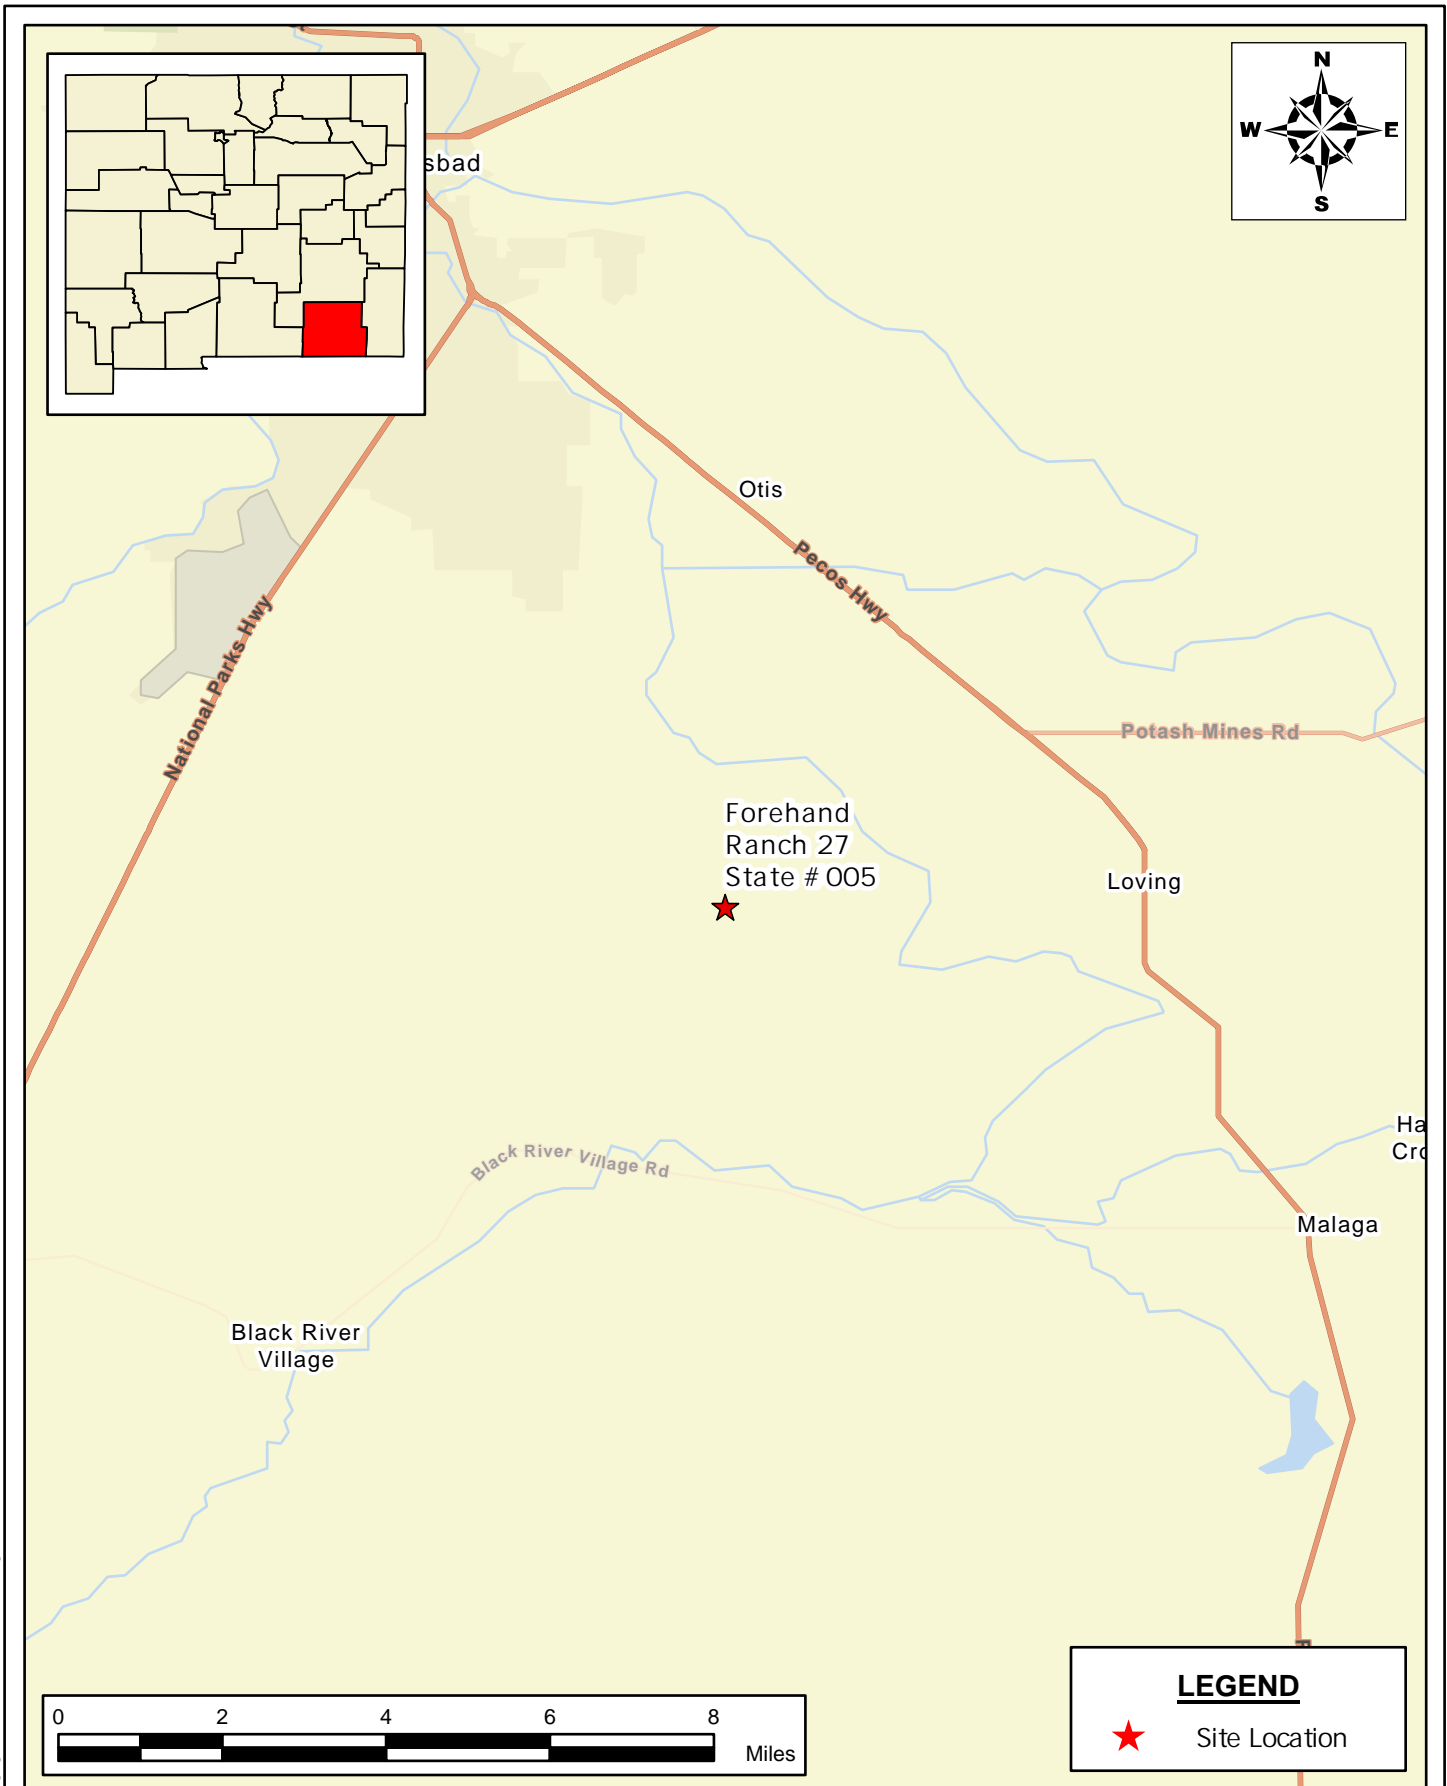 N
W E
S
sbad
Otis
Pecos Hwy
National Parks Hwy
Potash Mines Rd
Forehand
Ranch 27
State # 005
Loving
Ha
Cro
Black River Village Rd
Malaga
Black River
Village
0 2 4 6 8
Miles
LEGEND
Site Location